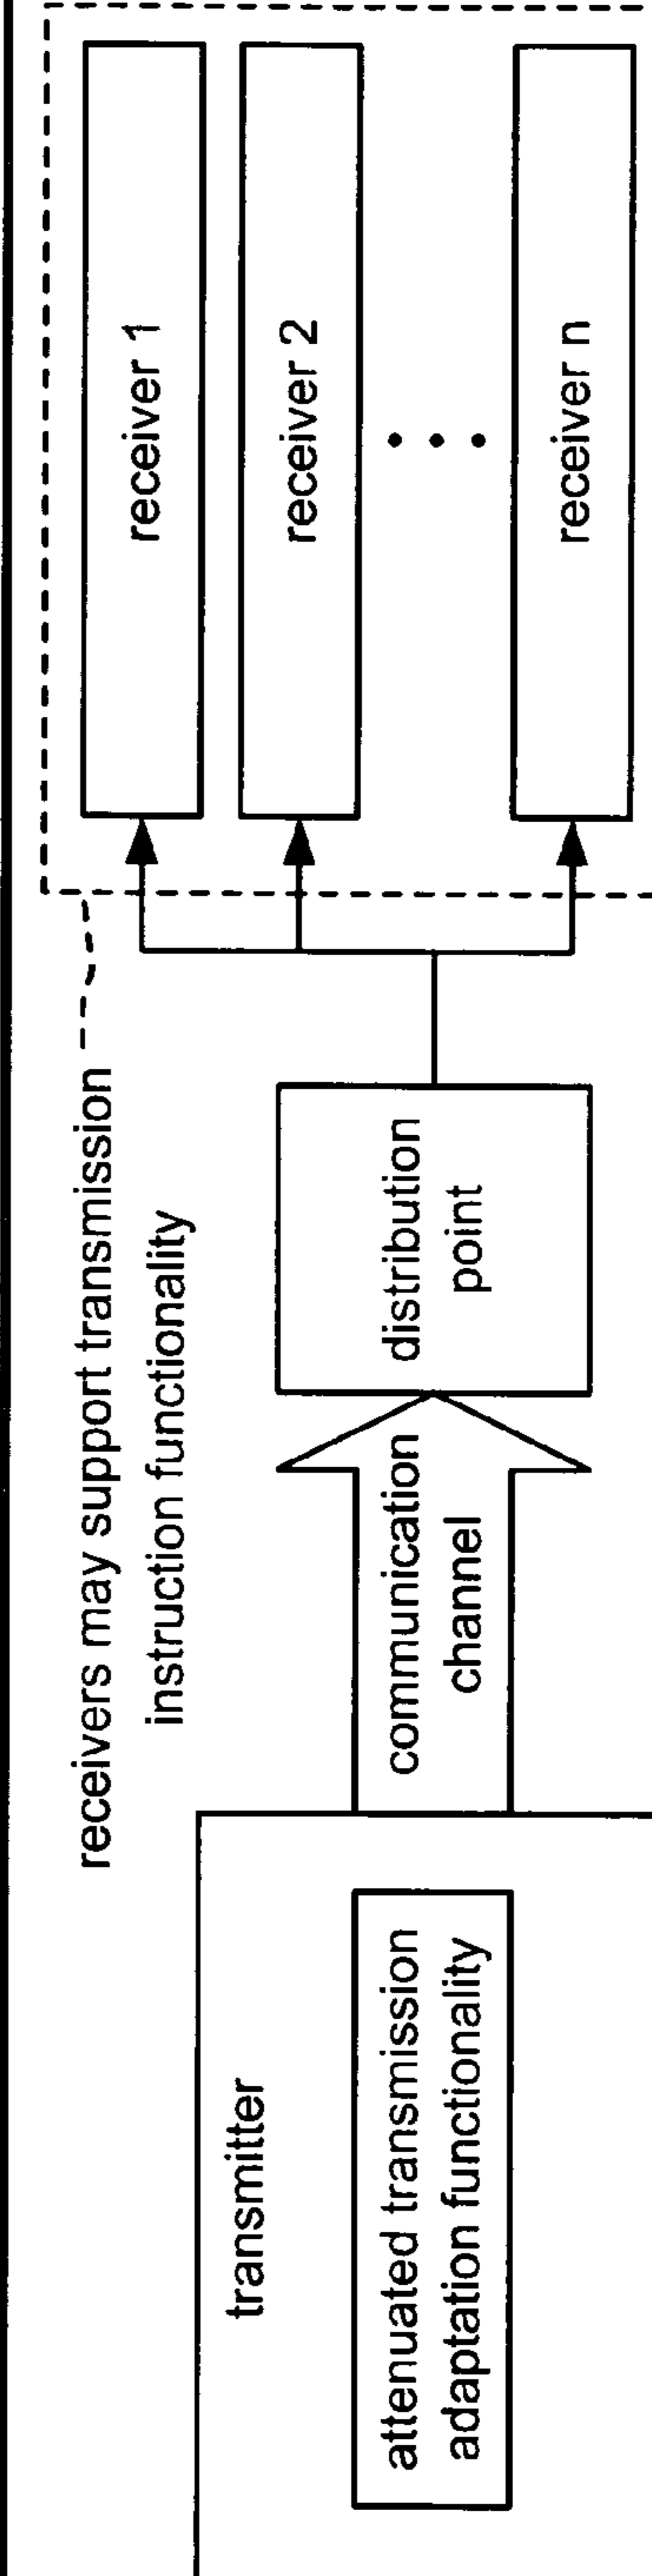 receivers may support transmission
instruction functionality
transmitter
attenuated transmission
adaptation functionality
communication
channel
distribution
point
receiver 1
receiver 2
receiver n